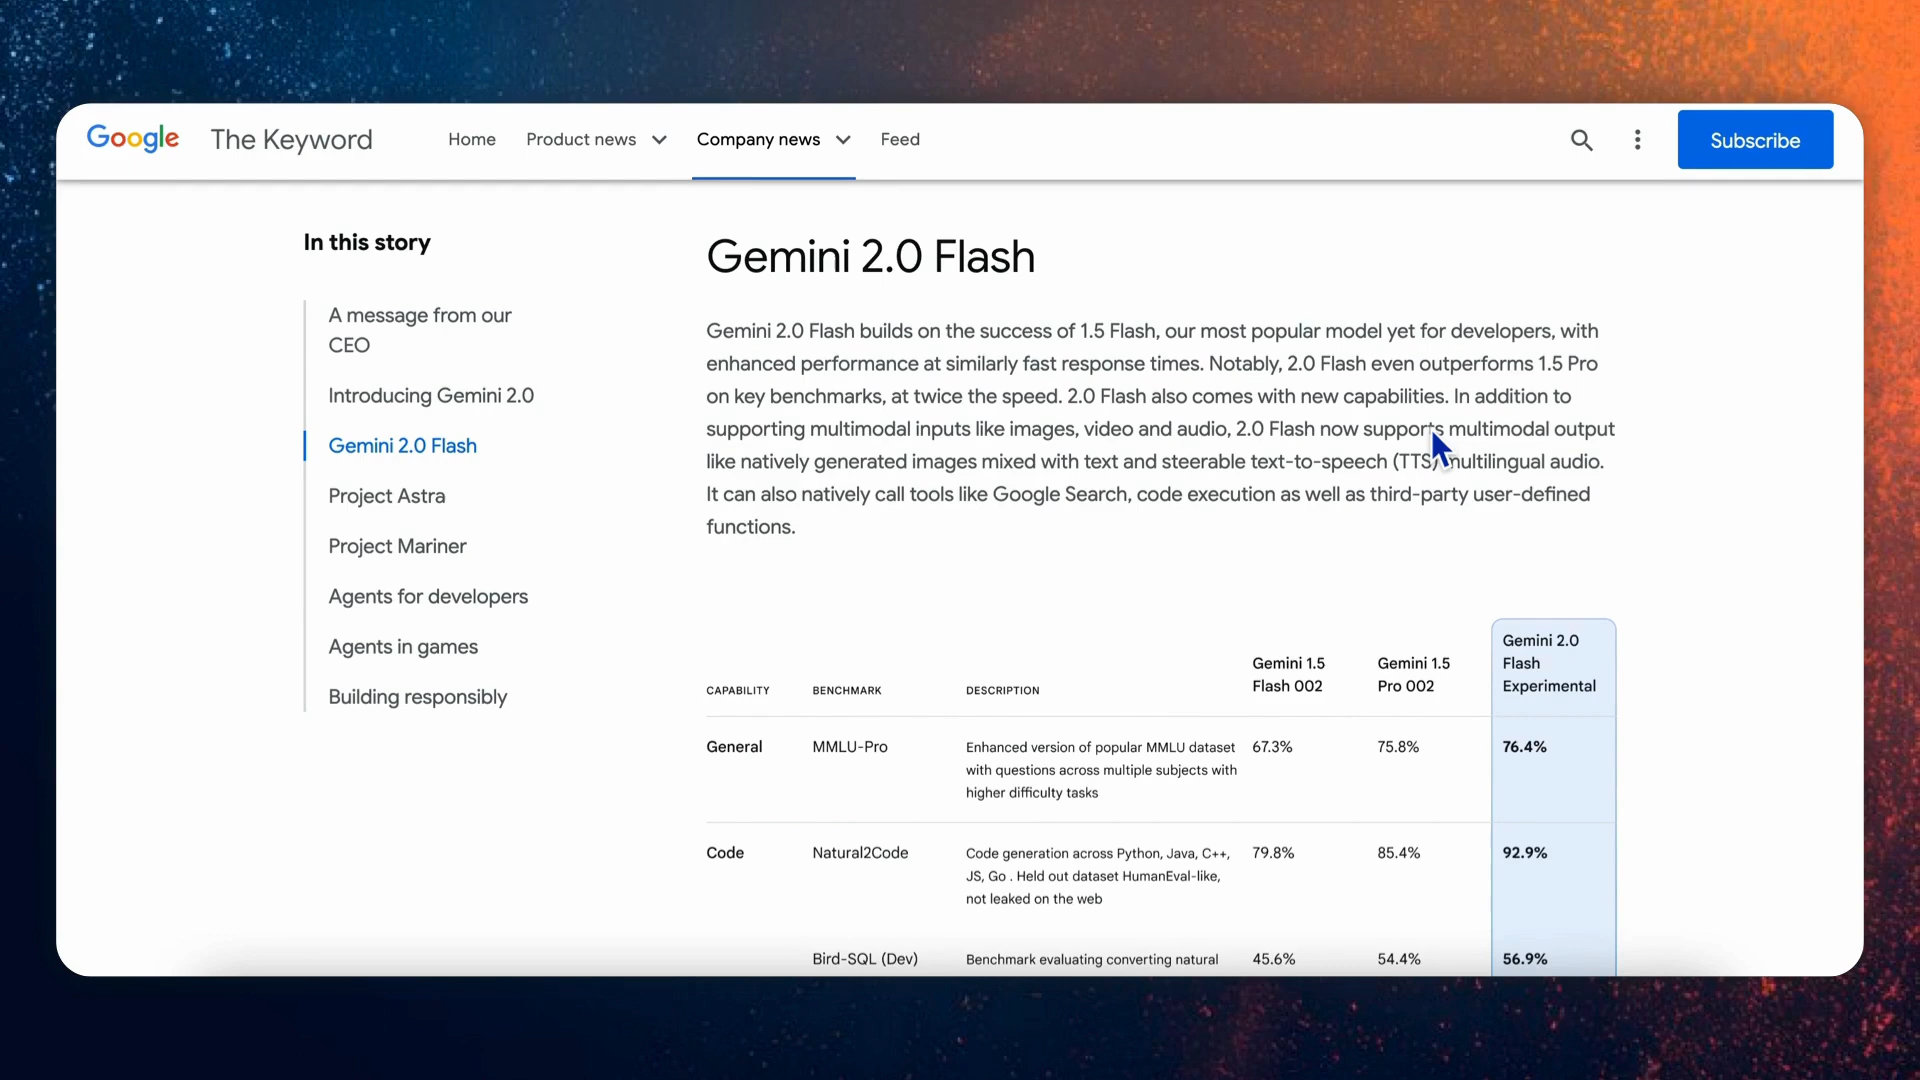 Google The Keyword Home Product news Company news Feed Subscribe
In this story
A message from our
CEO
Introducing Gemini 2.0
Gemini 2.0 Flash
Project Astra
Project Mariner
Agents for developers
Agents in games
Building responsibly
Gemini 2.0 Flash
Gemini 2.0 Flash builds on the success of 1.5 Flash, our most popular model yet for developers, with
enhanced performance at similarly fast response times. Notably, 2.0 Flash even outperforms 1.5 Pro
on key benchmarks, at twice the speed. 2.0 Flash also comes with new capabilities. In addition to
supporting multimodal inputs like images, video and audio, 2.0 Flash now supports multimodal output
like natively generated images mixed with text and steerable text-to-speech (TTS) multilingual audio.
It can also natively call tools like Google Search, code execution as well as third-party user-defined
functions.
CAPABILITY BENCHMARK DESCRIPTION
Gemini 1.5
Flash 002
Gemini 1.5
Pro 002
Gemini 2.0
Flash
Experimental
General MMLU-Pro Enhanced version of popular MMLU dataset 67.3% 75.8% 76.4%
with questions across multiple subjects with
higher difficulty tasks
Code Natural2Code Code generation across Python, Java, C++, 79.8% 85.4% 92.9%
JS, Go . Held out dataset HumanEval-like,
not leaked on the web
Bird-SQL (Dev) Benchmark evaluating converting natural 45.6% 54.4% 56.9%